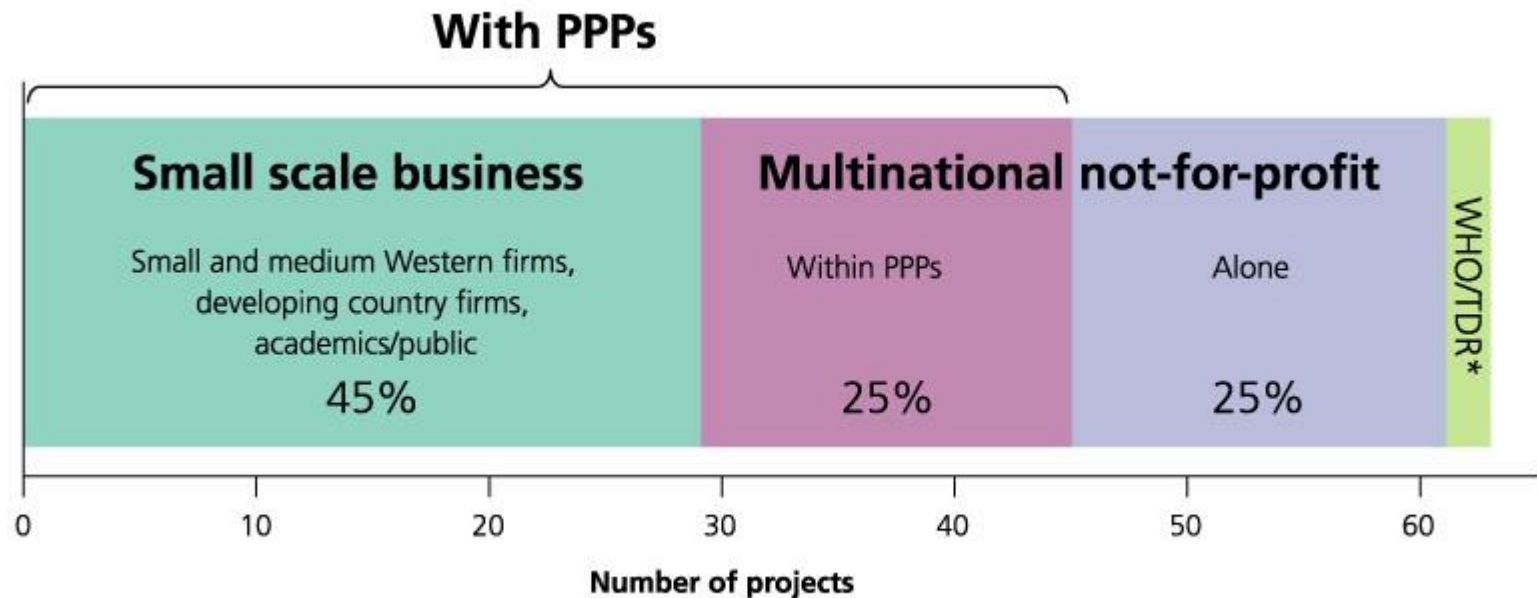 With PPPs
Small scale business
Multinational not-for-profit
Small and medium Western firms,
developing country firms,
academics/public
45%
Within PPPs
25%
Alone
25%
WHO/TDR*
0 10 20 30 40 50 60
Number of projects